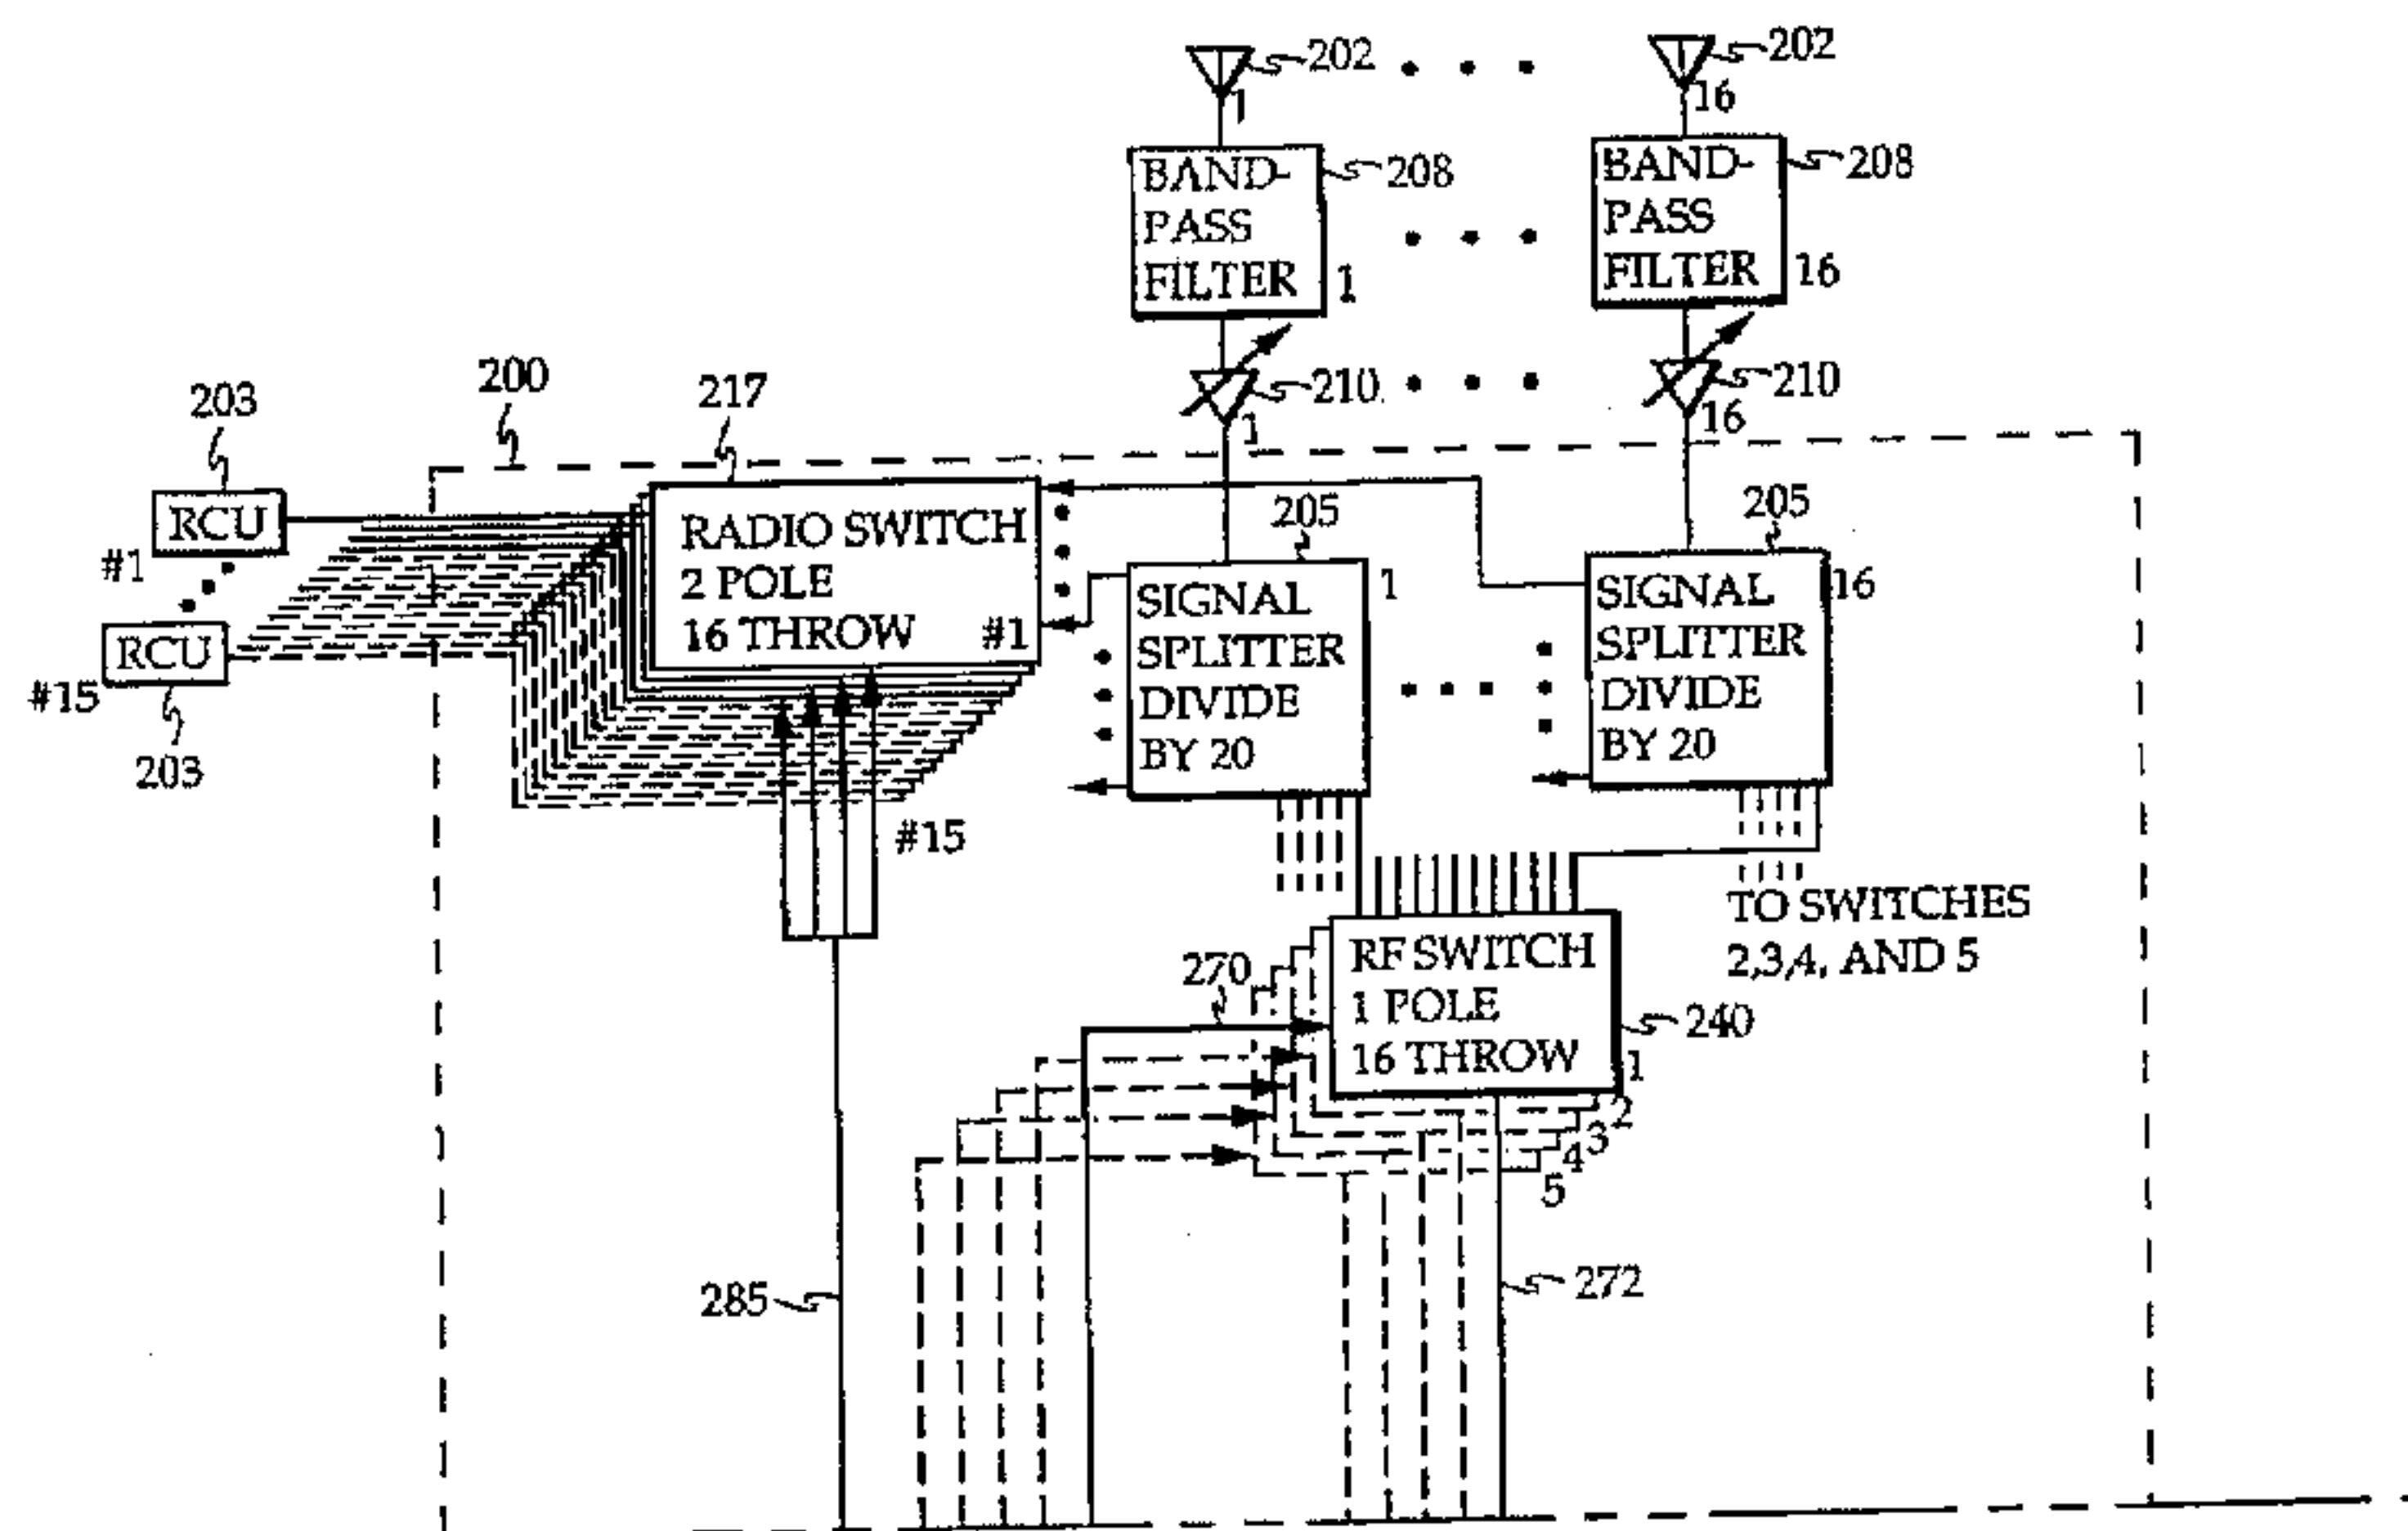 202
202
1
16
BAND-
PASS
FILTER
1
208
BAND-
PASS
FILTER
16
208
210
1
210
16
200
203
217
RCU
#1
RCU
#15
203
RADIO SWITCH
2 POLE
16 THROW
#1
#15
205
SIGNAL
SPLITTER
DIVIDE
BY 20
1
205
SIGNAL
SPLITTER
DIVIDE
BY 20
16
TO SWITCHES
2,3,4, AND 5
270
RF SWITCH
1 POLE
16 THROW
240
1
2
3
4
5
285
272